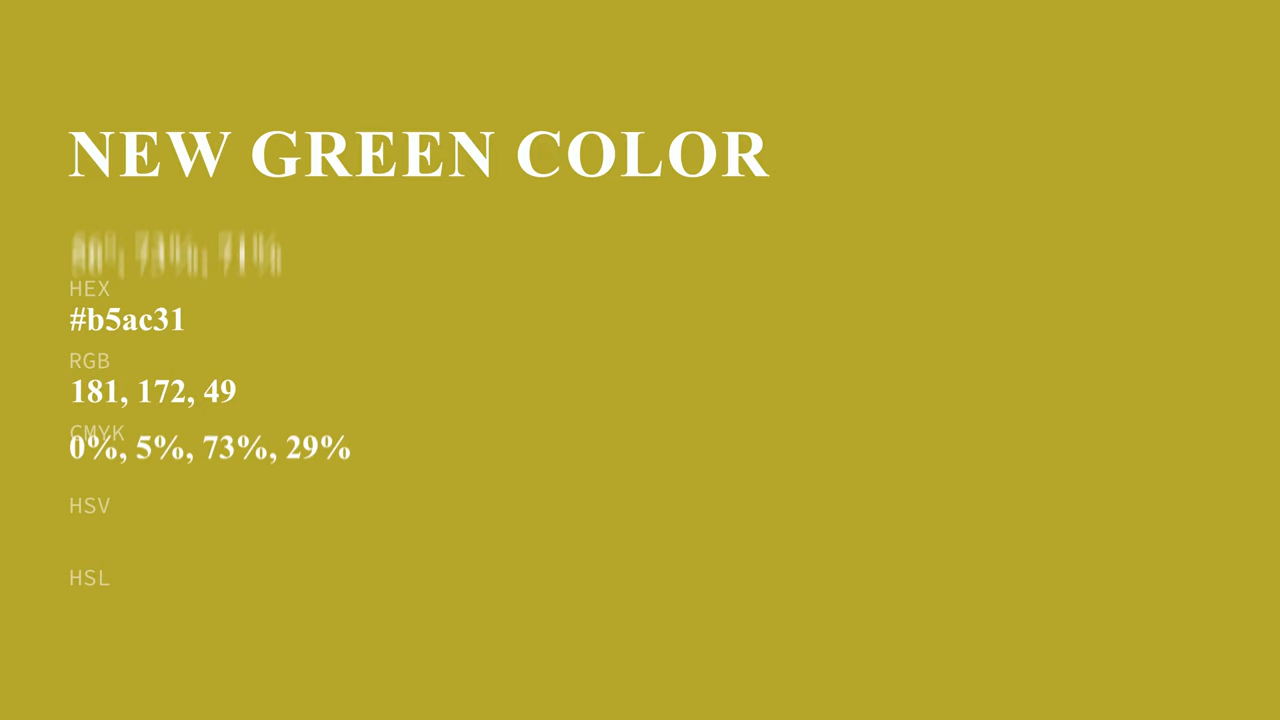 NEW GREEN COLOR
HEX
#b5ac31
RGB
181, 172, 49
CMYK
0%, 5%, 73%, 29%
HSV
HSL